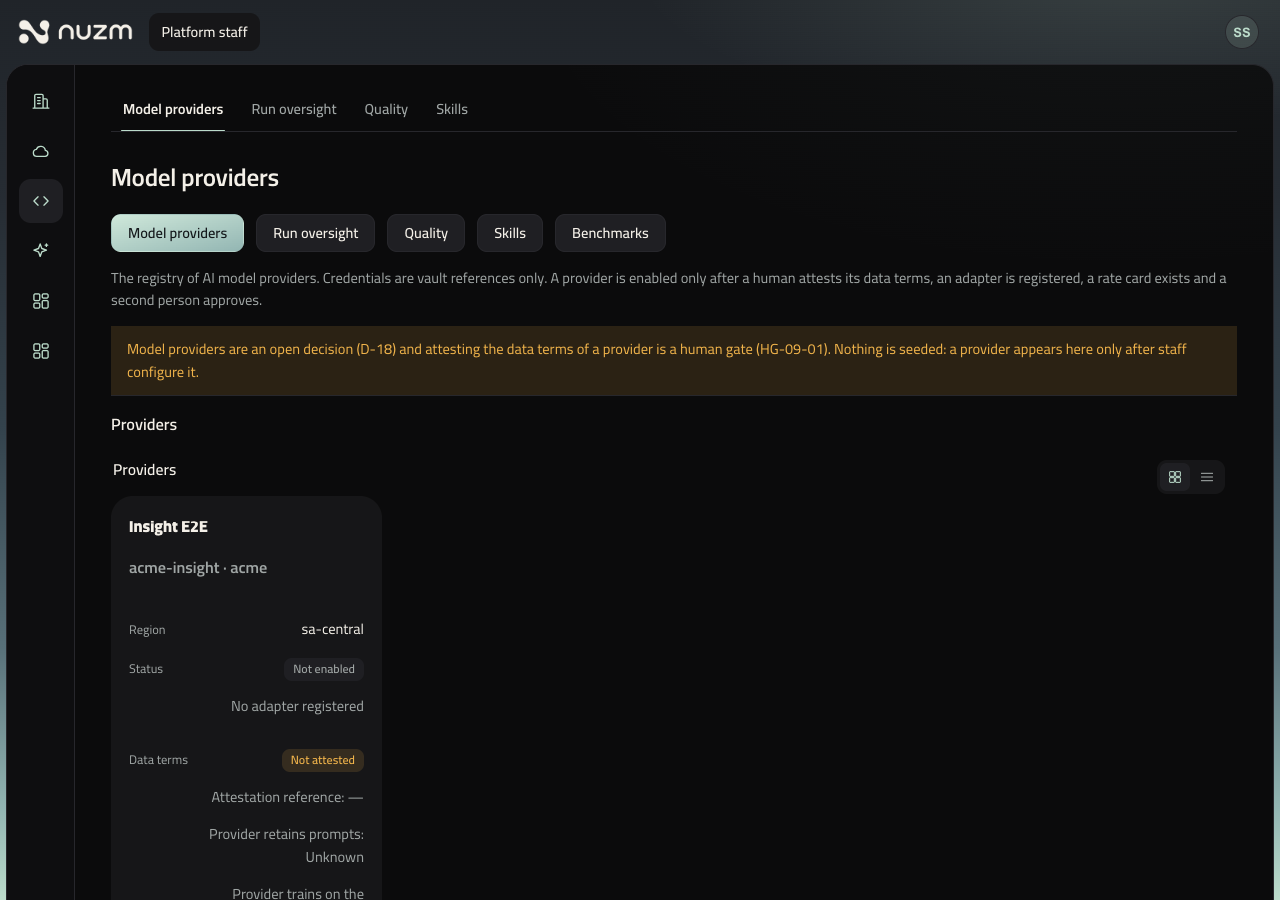 nuzm
Platform staff
SS
Model providers
Run oversight
Quality
Skills
Model providers
Model providers
Run oversight
Quality
Skills
Benchmarks
The registry of AI model providers. Credentials are vault references only. A provider is enabled only after a human attests its data terms, an adapter is registered, a rate card exists and a
second person approves.
Model providers are an open decision (D-18) and attesting the data terms of a provider is a human gate (HG-09-01). Nothing is seeded: a provider appears here only after staff
configure it.
Providers
Providers
Insight E2E
acme-insight · acme
Region
sa-central
Status
Not enabled
No adapter registered
Data terms
Not attested
Attestation reference: —
Provider retains prompts:
Unknown
Provider trains on the